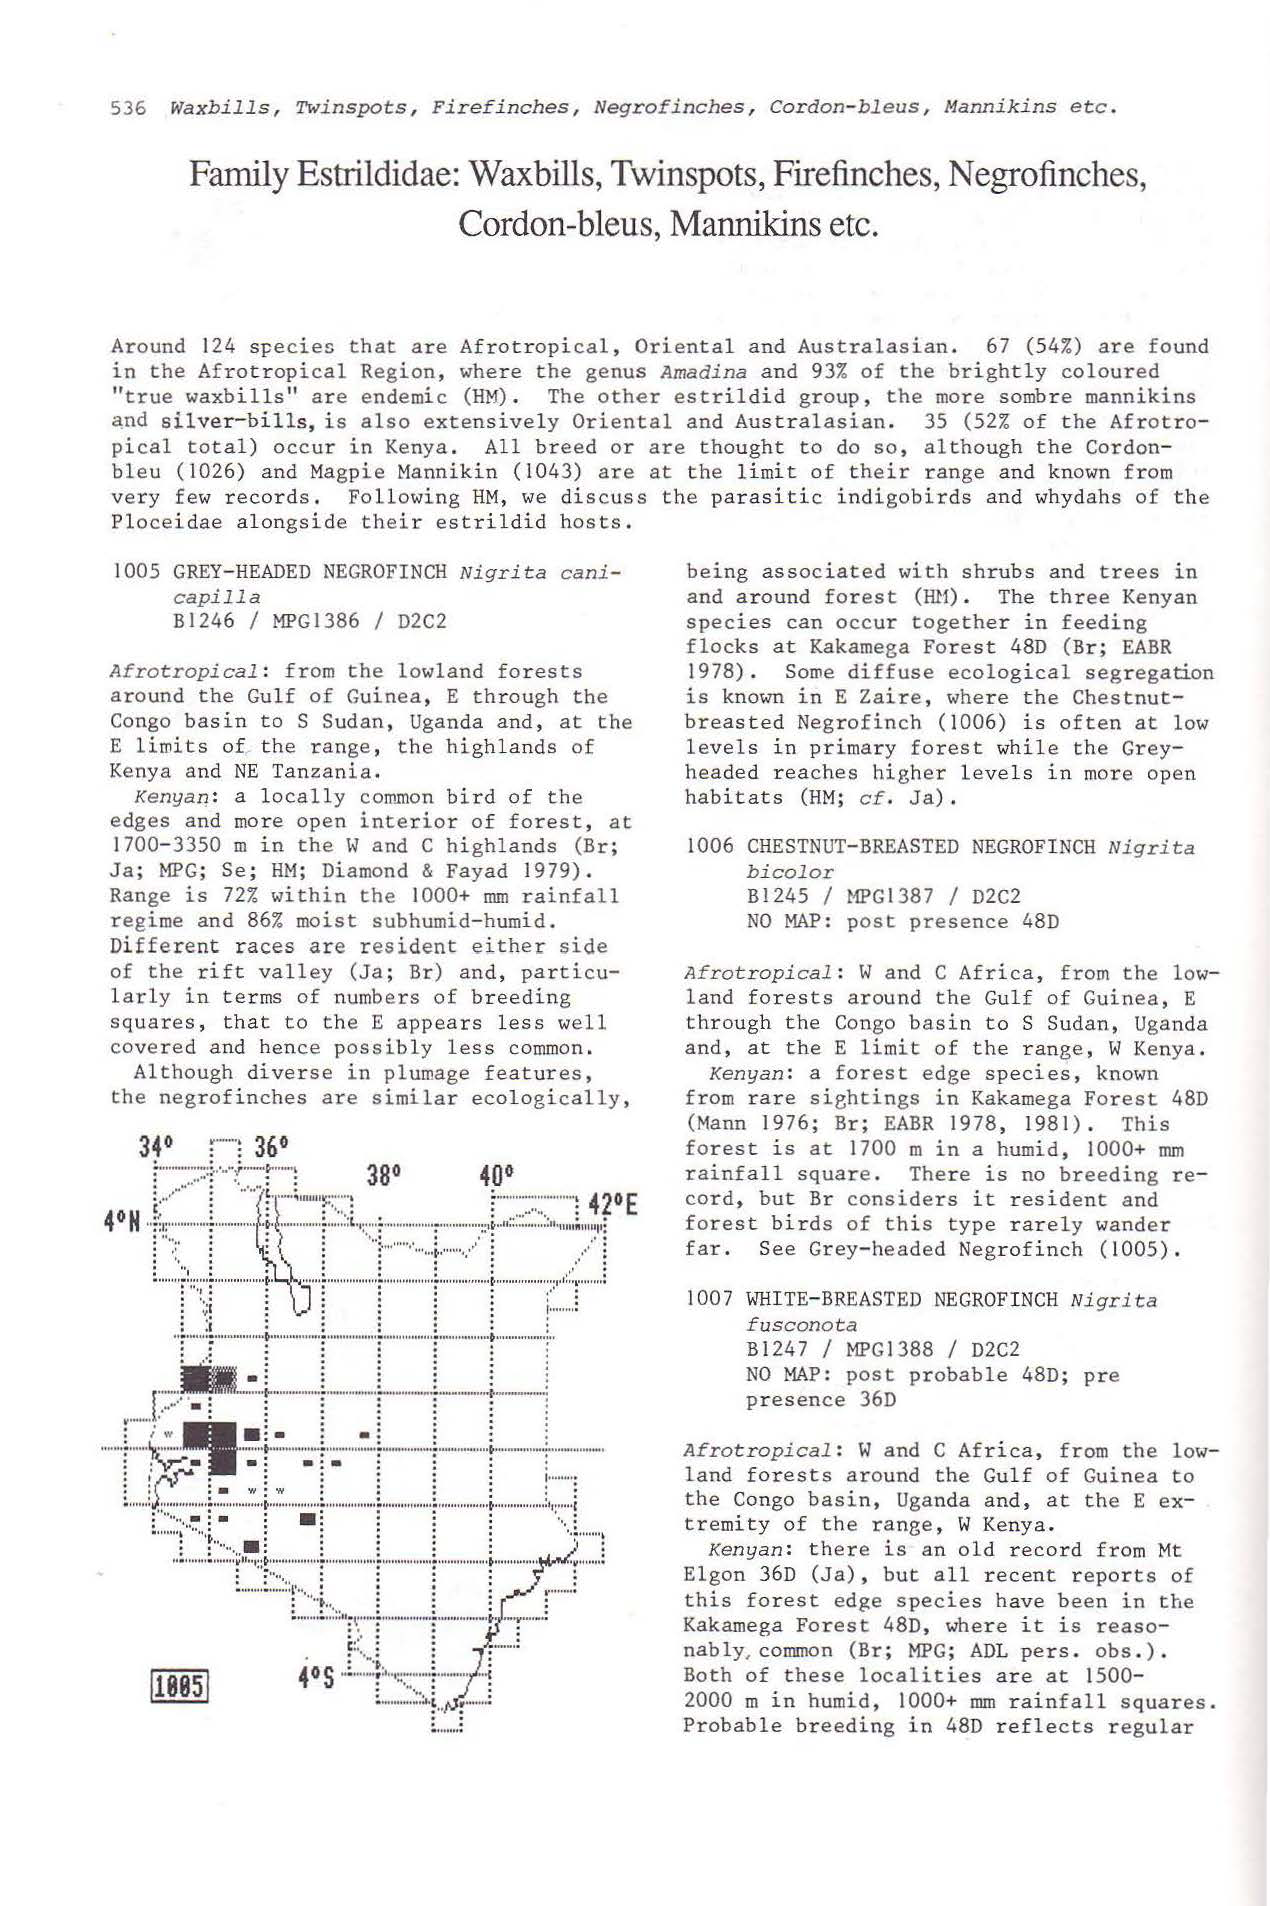 536 Waxbills, Twinspots, Firefinches, Negrofinches, Cordon-bleus, Mannikins etc.
Family Estrildidae: Waxbills, Twinspots, Firefinches, Negrofinches,
Cordon-bleus, Mannikins etc.
Around 124 species that are Afrotropical, Oriental and Australasian. 67 (54%) are found
in the Afrotropical Region, where the genus Amadina and 93% of the brightly coloured
"true waxbills" are endemic (HM). The other estrildid group, the more sombre mannikins
and silver-bills, is also extensively Oriental and Australasian. 35 (52% of the Afrotro-
pical total) occur in Kenya. All breed or are thought to do so, although the Cordon-
bleu (1026) and Magpie Mannikin (1043) are at the limit of their range and known from
very few records. Following HM, we discuss the parasitic indigobirds and whydahs of the
Ploceidae alongside their estrildid hosts.
1005 GREY-HEADED NEGROFINCH Nigrita cani-
capilla
B1246 / MPG1386 / D2C2
Afrotropical: from the lowland forests
around the Gulf of Guinea, E through the
Congo basin to S Sudan, Uganda and, at the
E limits of the range, the highlands of
Kenya and NE Tanzania.
Kenyan: a locally common bird of the
edges and more open interior of forest, at
1700-3350 m in the W and C highlands (Br;
Ja; MPG; Se; HM; Diamond & Fayad 1979).
Range is 72% within the 1000+ mm rainfall
regime and 86% moist subhumid-humid.
Different races are resident either side
of the rift valley (Ja; Br) and, particu-
larly in terms of numbers of breeding
squares, that to the E appears less well
covered and hence possibly less common.
Although diverse in plumage features,
the negrofinches are similar ecologically,
34° 36°
38° 40°
42°E
4°N
W
W W
4°S
1005
being associated with shrubs and trees in
and around forest (HM). The three Kenyan
species can occur together in feeding
flocks at Kakamega Forest 48D (Br; EABR
1978). Some diffuse ecological segregation
is known in E Zaire, where the Chestnut-
breasted Negrofinch (1006) is often at low
levels in primary forest while the Grey-
headed reaches higher levels in more open
habitats (HM; cf. Ja).
1006 CHESTNUT-BREASTED NEGROFINCH Nigrita
bicolor
B1245 / MPG1387 / D2C2
NO MAP: post presence 48D
Afrotropical: W and C Africa, from the low-
land forests around the Gulf of Guinea, E
through the Congo basin to S Sudan, Uganda
and, at the E limit of the range, W Kenya.
Kenyan: a forest edge species, known
from rare sightings in Kakamega Forest 48D
(Mann 1976; Br; EABR 1978, 1981). This
forest is at 1700 m in a humid, 1000+ mm
rainfall square. There is no breeding re-
cord, but Br considers it resident and
forest birds of this type rarely wander
far. See Grey-headed Negrofinch (1005).
1007 WHITE-BREASTED NEGROFINCH Nigrita
fusconota
B1247 / MPG1388 / D2C2
NO MAP: post probable 48D; pre
presence 36D
Afrotropical: W and C Africa, from the low-
land forests around the Gulf of Guinea to
the Congo basin, Uganda and, at the E ex-
tremity of the range, W Kenya.
Kenyan: there is an old record from Mt
Elgon 36D (Ja), but all recent reports of
this forest edge species have been in the
Kakamega Forest 48D, where it is reaso-
nably common (Br; MPG; ADL pers. obs.).
Both of these localities are at 1500-
2000 m in humid, 1000+ mm rainfall squares.
Probable breeding in 48D reflects regular